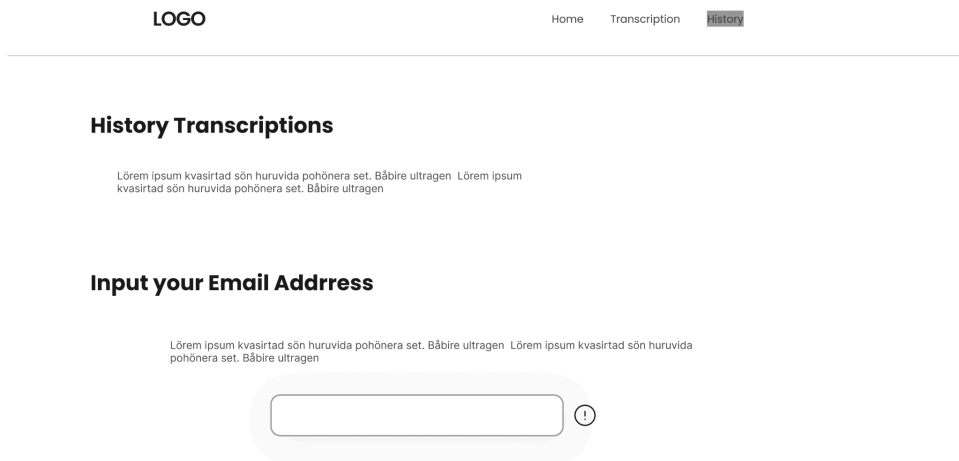 LOGO
Home Transcription History
History Transcriptions
Lörem ipsum kvasirtad sön huruvida pohönera set. Båbire ultragen Lörem ipsum
kvasirtad sön huruvida pohönera set. Båbire ultragen
Input your Email Addrress
Lörem ipsum kvasirtad sön huruvida pohönera set. Båbire ultragen Lörem ipsum kvasirtad sön huruvida
pohönera set. Båbire ultragen
!